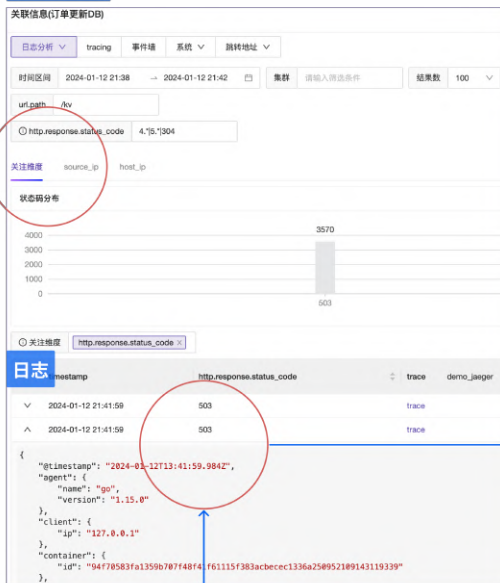 关联信息(订单更新DB)
日志分析 tracing 事件墙 系统 跳转地址
时间区间 2024-01-12 21:38 → 2024-01-12 21:42 集群 请输入筛选条件 结果数 100
url.path /kv
http.response.status_code 4.*|5.*|304
关注维度 source_ip host_ip
状态码分布
4000
3000
2000
1000
0
3570
503
关注维度 http.response.status_code ×
日志
timestamp http.response.status_code trace demo_jaeger
2024-01-12 21:41:59 503 trace
2024-01-12 21:41:59 503 trace
{
"@timestamp": "2024-01-12T13:41:59.984Z",
"agent": {
"name": "go",
"version": "1.15.0"
},
"client": {
"ip": "127.0.0.1"
},
"container": {
"id":